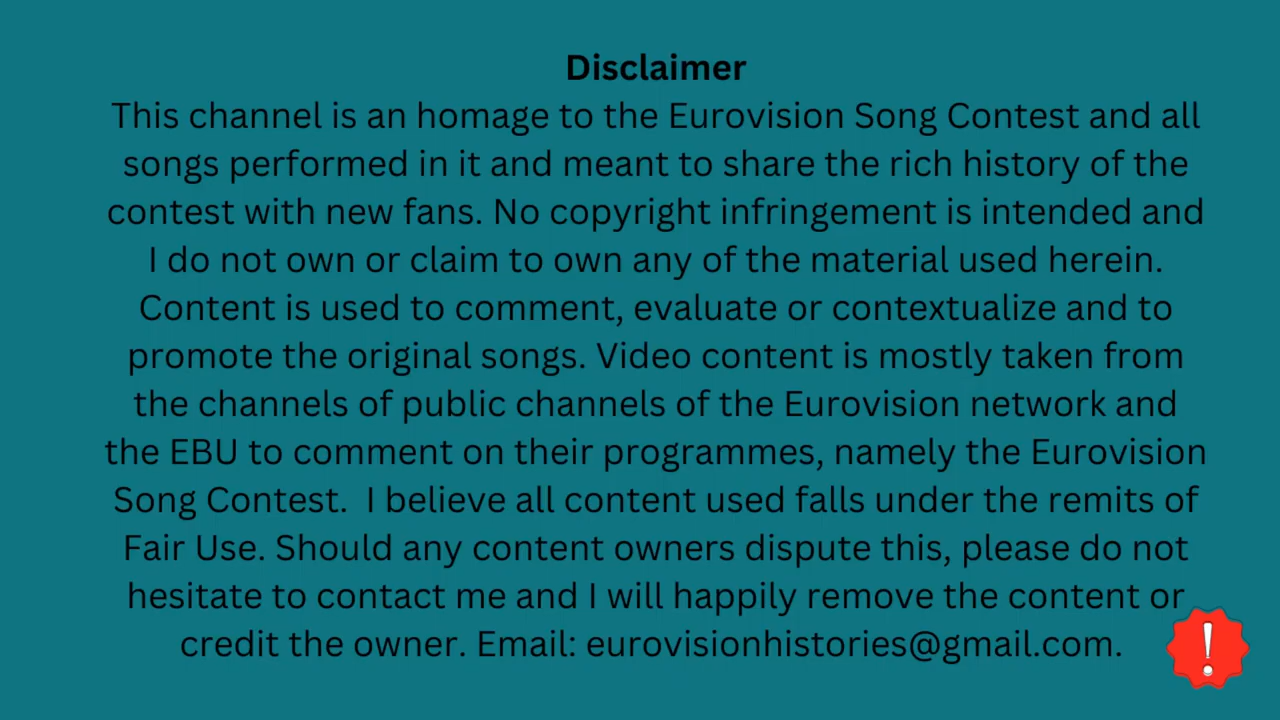 Disclaimer
This channel is an homage to the Eurovision Song Contest and all
songs performed in it and meant to share the rich history of the
contest with new fans. No copyright infringement is intended and
I do not own or claim to own any of the material used herein.
Content is used to comment, evaluate or contextualize and to
promote the original songs. Video content is mostly taken from
the channels of public channels of the Eurovision network and
the EBU to comment on their programmes, namely the Eurovision
Song Contest.  I believe all content used falls under the remits of
Fair Use. Should any content owners dispute this, please do not
hesitate to contact me and I will happily remove the content or
credit the owner. Email: eurovisionhistories@gmail.com.
!